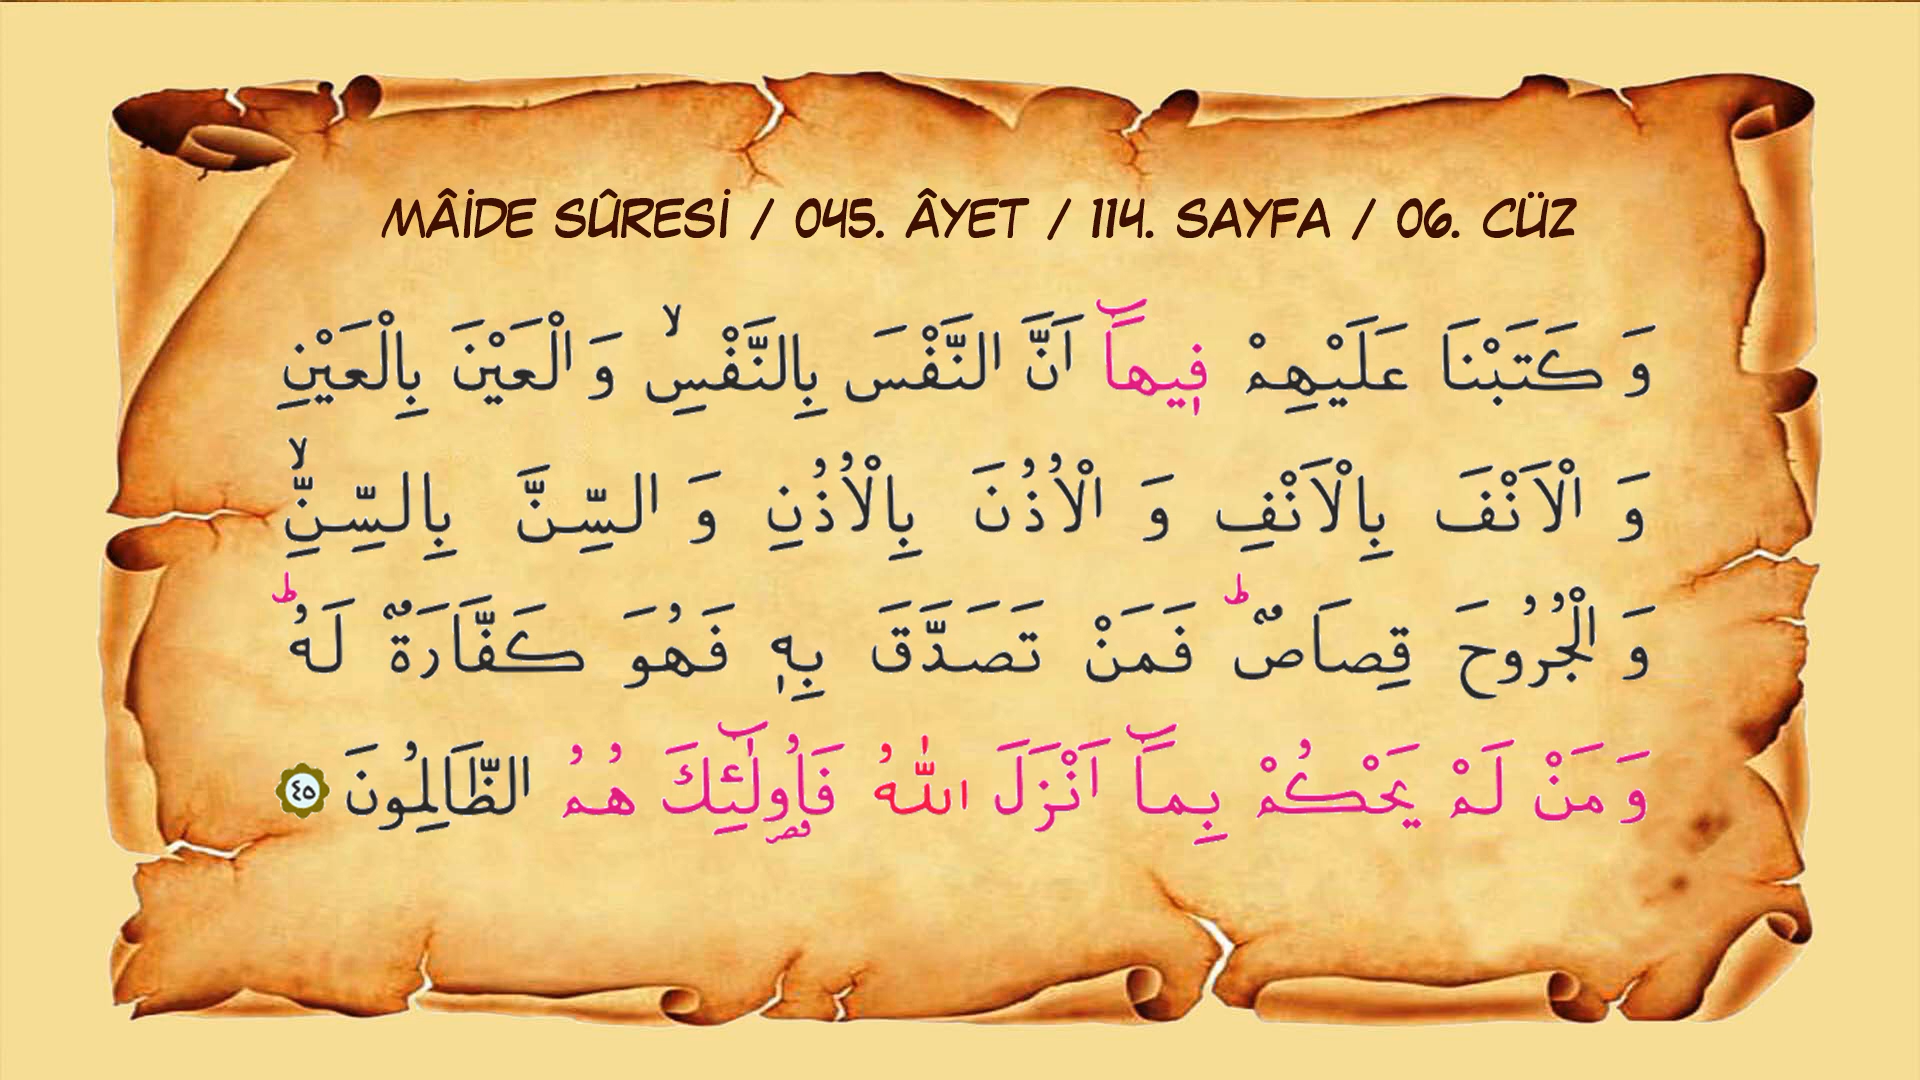 MÂİDE SÛRESİ / 045. ÂYET / 114. SAYFA / 06. CÜZ
وَ كَتَبْنَا عَلَيْهِمْ فٖيهَٓا اَنَّ النَّفْسَ بِالنَّفْسِۙ وَ الْعَيْنَ بِالْعَيْنِ
وَ الْاَنْفَ بِالْاَنْفِ وَ الْاُذُنَ بِالْاُذُنِ وَ السِّنَّ بِالسِّنِّۙ
وَ الْجُرُوحَ قِصَاصٌۜ فَمَنْ تَصَدَّقَ بِهٖ فَهُوَ كَفَّارَةٌ لَهُۜ
وَ مَنْ لَمْ يَحْكُمْ بِمَٓا اَنْزَلَ اللّٰهُ فَاُو۬لٰٓئِكَ هُمُ الظَّالِمُونَ ٤٥